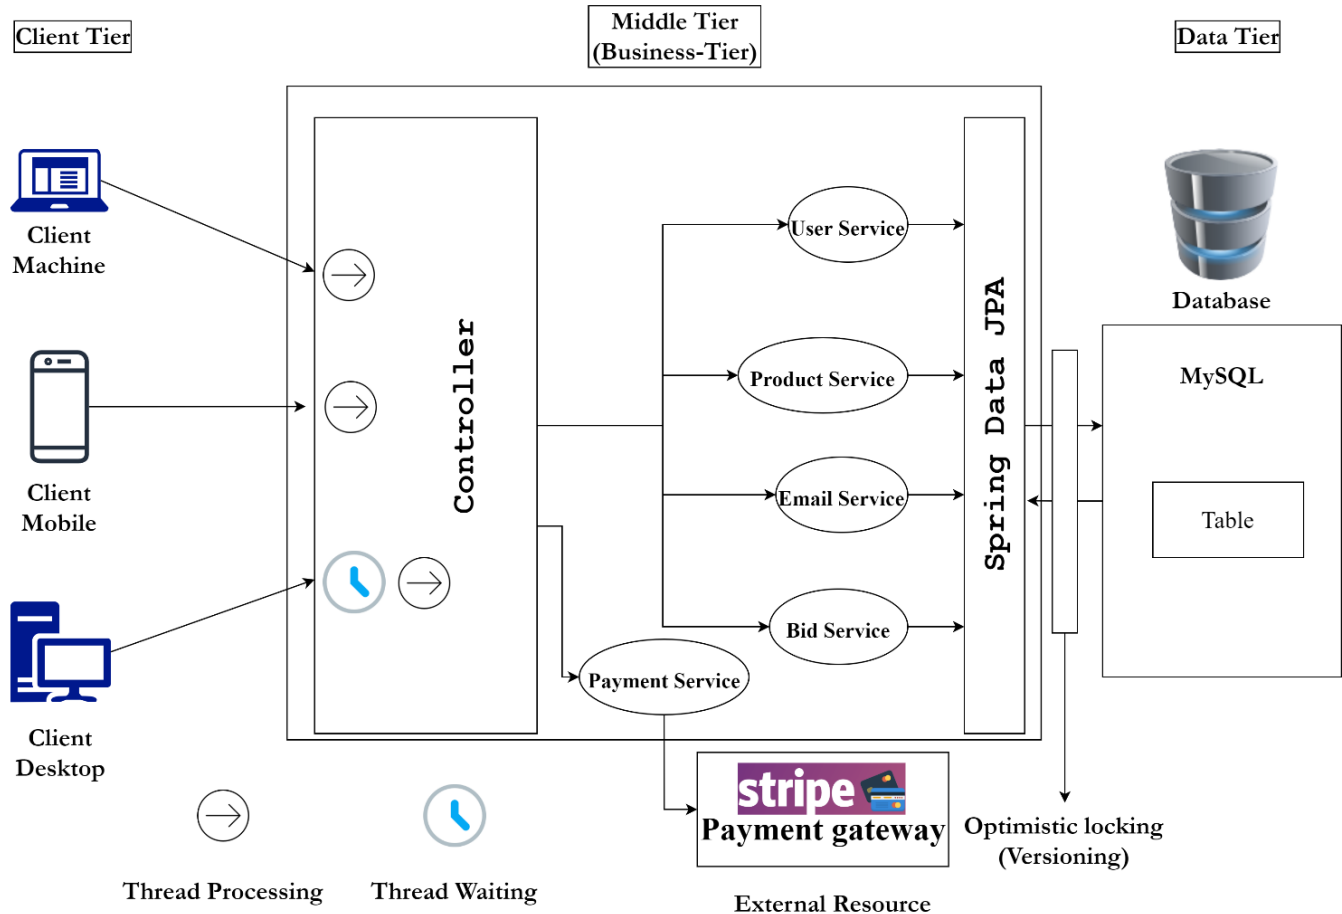 Client Tier
Middle Tier
(Business-Tier)
Data Tier
Client
Machine
Client
Mobile
Client
Desktop
Controller
User Service
Product Service
Email Service
Bid Service
Payment Service
Spring Data JPA
Database
MySQL
Table
stripe
Payment gateway
External Resource
Optimistic locking
(Versioning)
Thread Processing
Thread Waiting